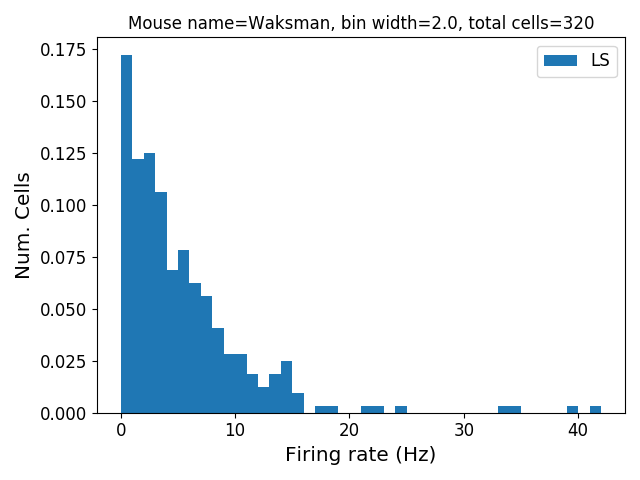 Mouse name=Waksman, bin width=2.0, total cells=320
LS
0.175
0.150
0.125
0.100
0.075
0.050
0.025
0.000
Num. Cells
0 10 20 30 40
Firing rate (Hz)